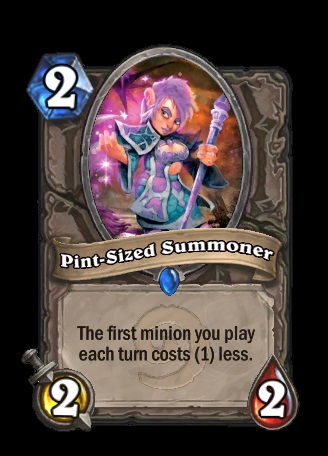 2
Pint-Sized Summoner
The first minion you play
each turn costs (1) less.
2
2